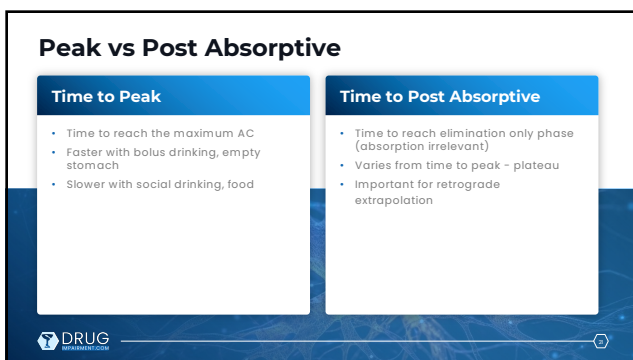 Peak vs Post Absorptive
Time to Peak
• Time to reach the maximum AC
• Faster with bolus drinking, empty
stomach
• Slower with social drinking, food
Time to Post Absorptive
• Time to reach elimination only phase
(absorption irrelevant)
• Varies from time to peak - plateau
• Important for retrograde
extrapolation
DRUG
IMPAIRMENT.COM